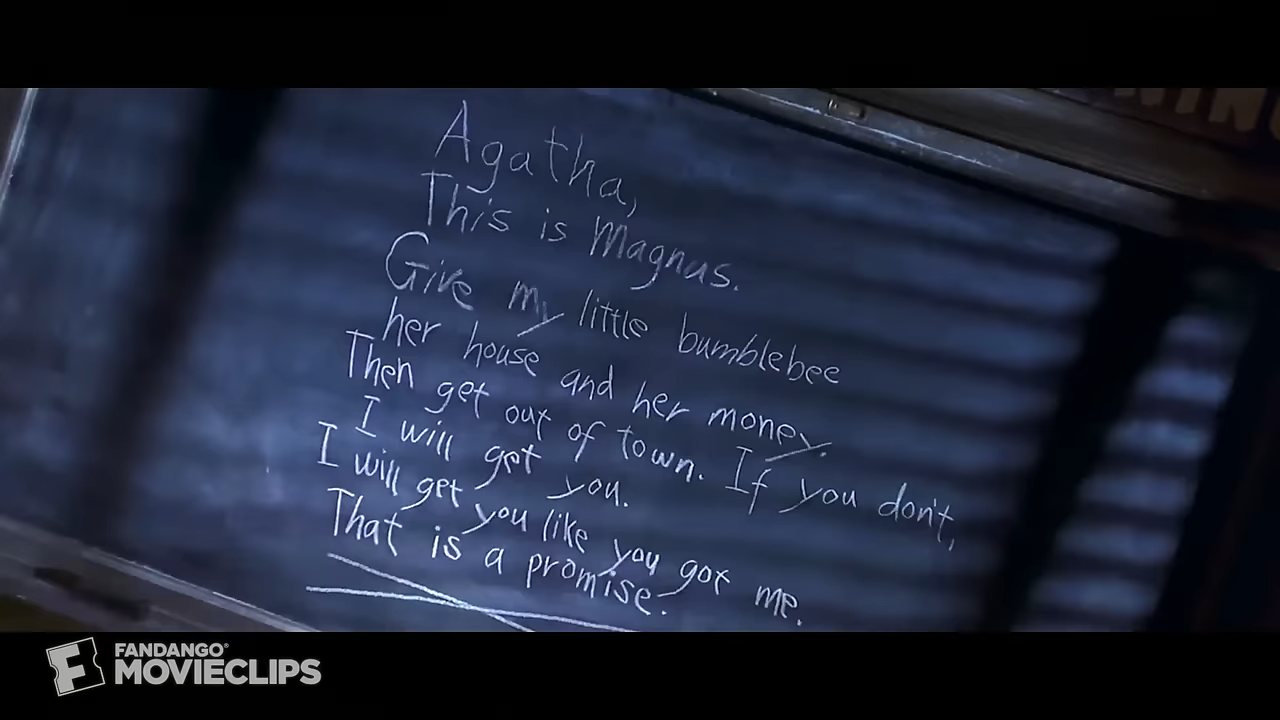 Agatha,
This is Magnus.
Give my little bumblebee
her house and her money.
Then get out of town. If you don't,
I will get you.
I will get you like you got me.
That is a promise.
FANDANGO
MOVIECLIPS